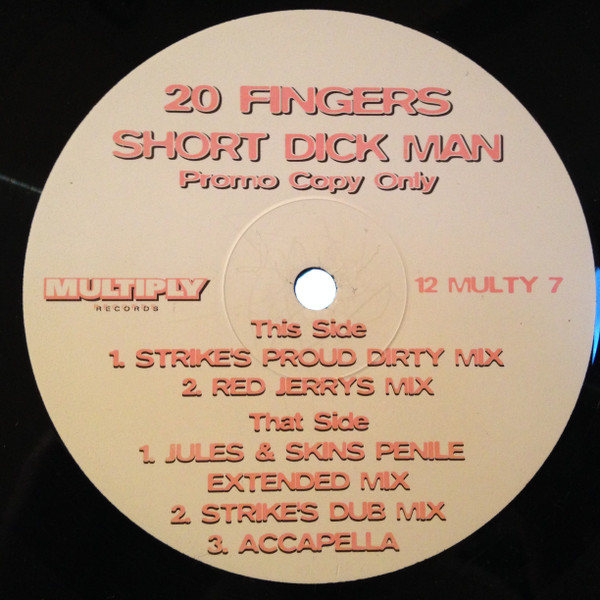 20 FINGERS
SHORT DICK MAN
Promo Copy Only
MULTIPLY
RECORDS
12 MULTY 7
This Side
1. STRIKE'S PROUD DIRTY MIX
2. RED JERRYS MIX
That Side
1. JULES & SKINS PENILE
EXTENDED MIX
2. STRIKE'S DUB MIX
3. ACCAPELLA